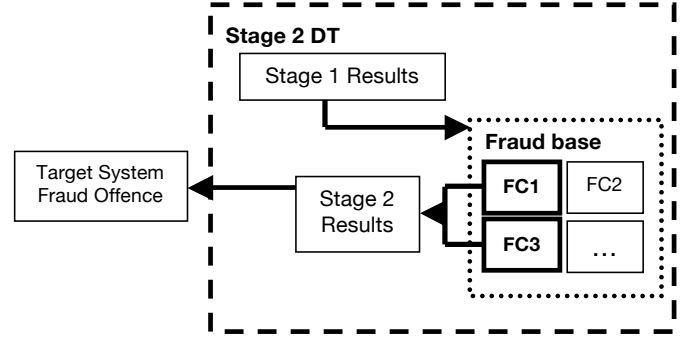 Stage 2 DT
Stage 1 Results
Fraud base
Target System
Fraud Offence
Stage 2
Results
FC1
FC2
FC3
...